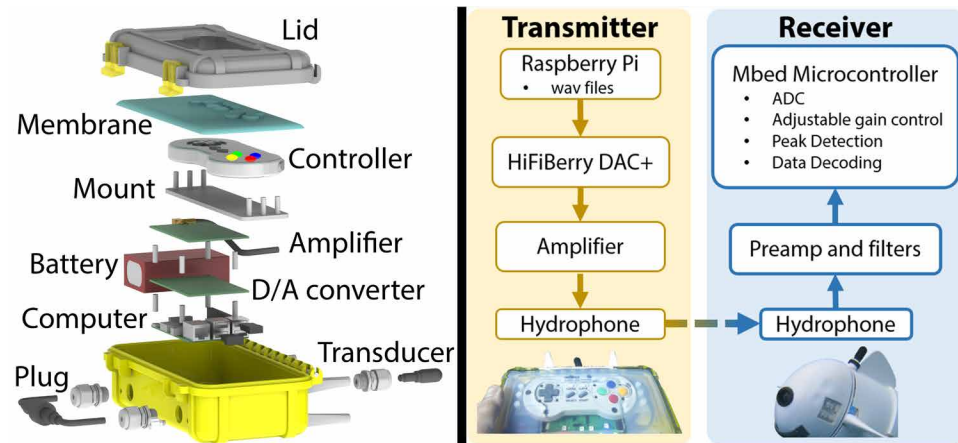 Lid
Membrane
Controller
Mount
Amplifier
Battery
D/A converter
Computer
Transducer
Plug
Transmitter
Raspberry Pi
• wav files
HiFiBerry DAC+
Amplifier
Hydrophone
Receiver
Mbed Microcontroller
• ADC
• Adjustable gain control
• Peak Detection
• Data Decoding
Preamp and filters
Hydrophone